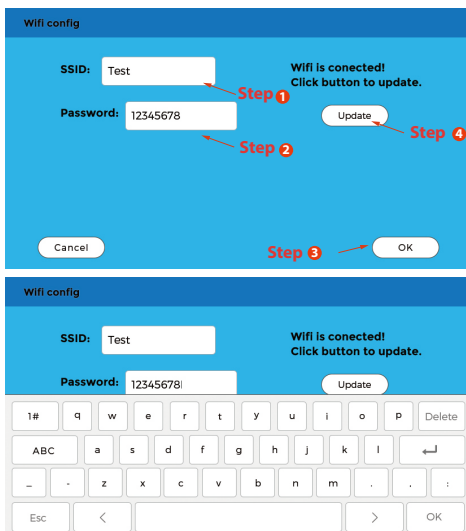 Wifi config
SSID: Test Wifi is conected!
Click button to update.
Step 1
Password: 12345678 Update
Step 4
Step 2
Cancel Step 3 OK
Wifi config
SSID: Test Wifi is conected!
Click button to update.
Password: 12345678 Update
1# q w e r t y u i o p Delete
ABC a s d f g h j k l
_ - z x c v b n m . , :
Esc < > OK